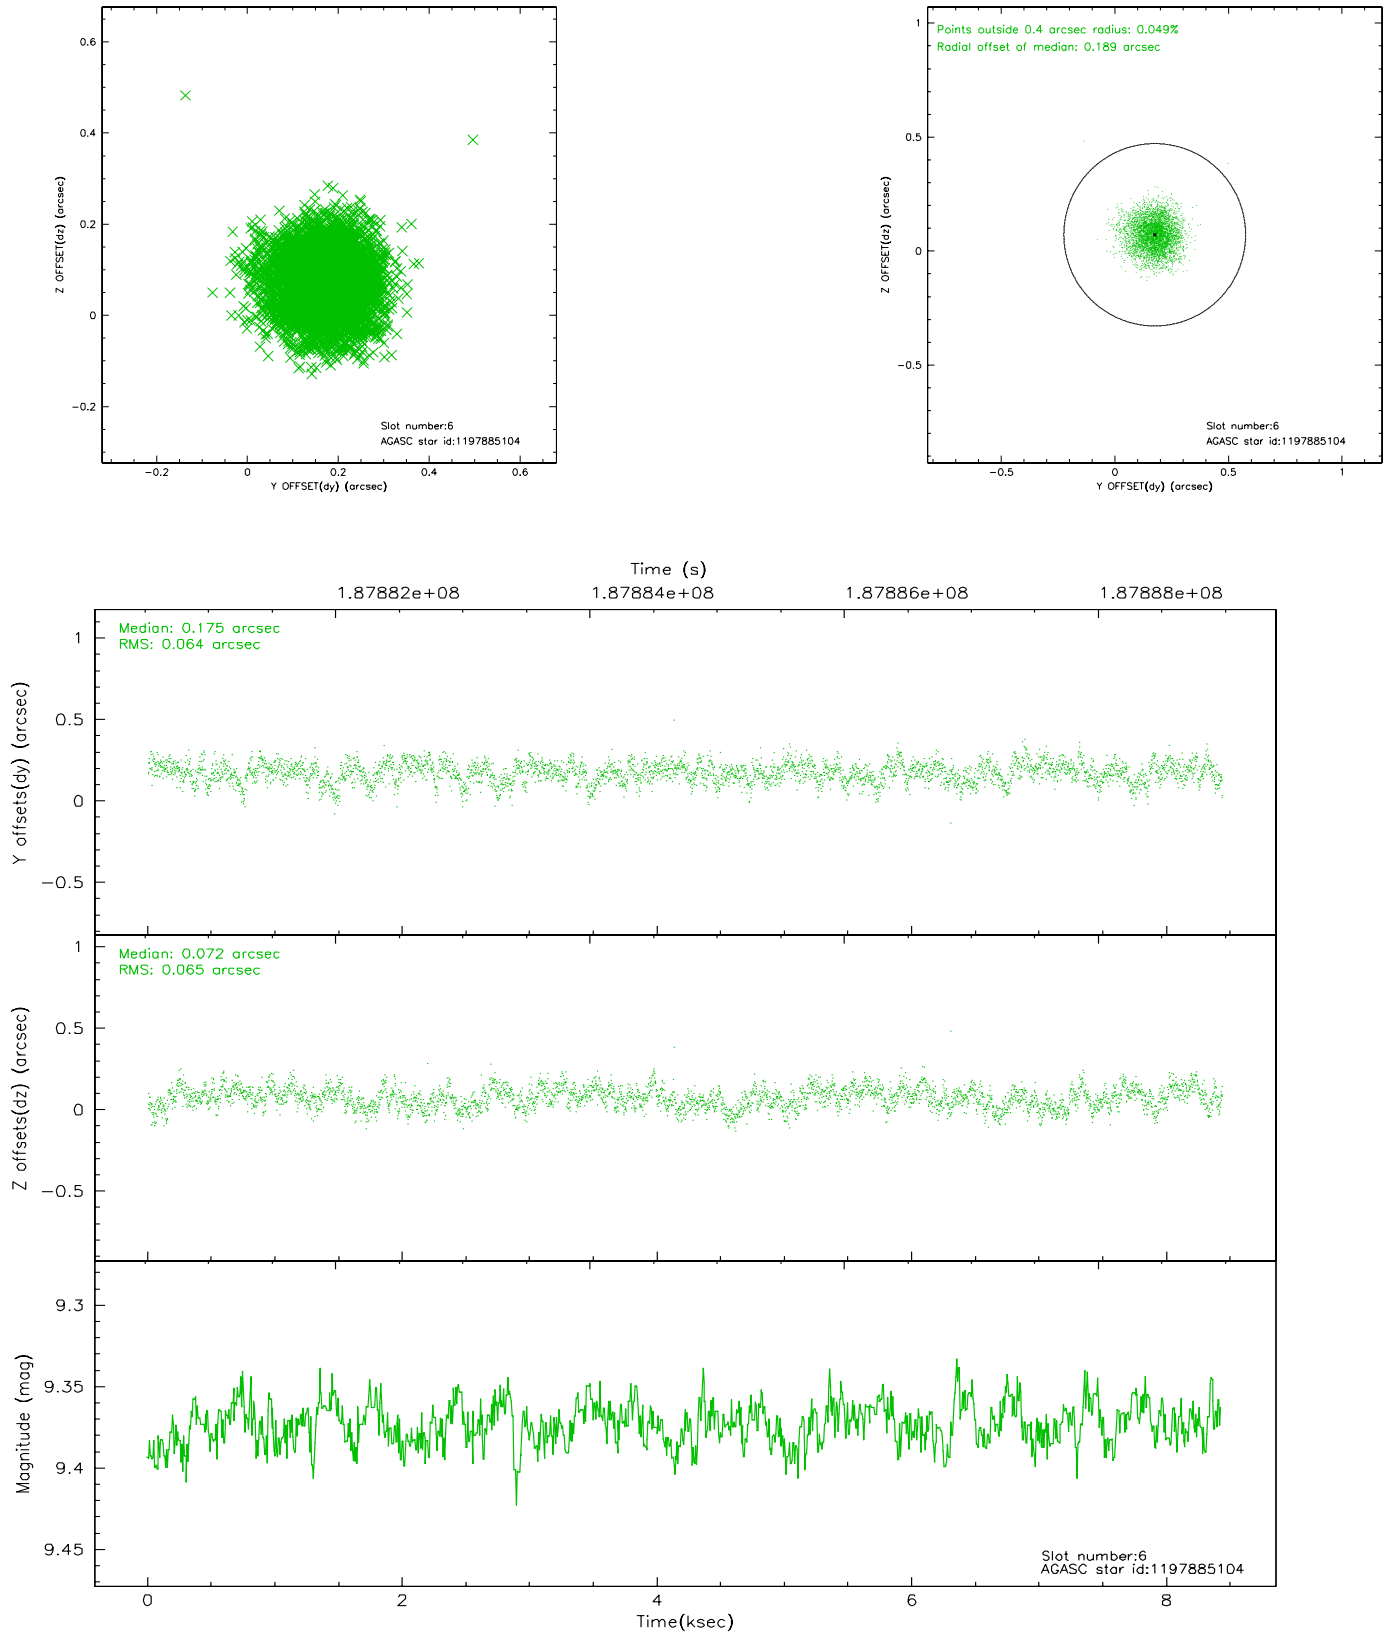 0.6
0.4
0.2
0
−0.2
Z OFFSET(dz) (arcsec)
Slot number:6
AGASC star id:1197885104
−0.2 0 0.2 0.4 0.6
Y OFFSET(dy) (arcsec)
Points outside 0.4 arcsec radius: 0.049%
Radial offset of median: 0.189 arcsec
1
0.5
0
−0.5
Z OFFSET(dz) (arcsec)
Slot number:6
AGASC star id:1197885104
−0.5 0 0.5 1
Y OFFSET(dy) (arcsec)
Time (s)
1.87882e+08 1.87884e+08 1.87886e+08 1.87888e+08
Median: 0.175 arcsec
RMS: 0.064 arcsec
1
0.5
0
−0.5
Y offsets(dy) (arcsec)
Median: 0.072 arcsec
RMS: 0.065 arcsec
1
0.5
0
−0.5
Z offsets(dz) (arcsec)
9.3
9.35
9.4
9.45
Magnitude (mag)
Slot number:6
AGASC star id:1197885104
0 2 4 6 8
Time(ksec)